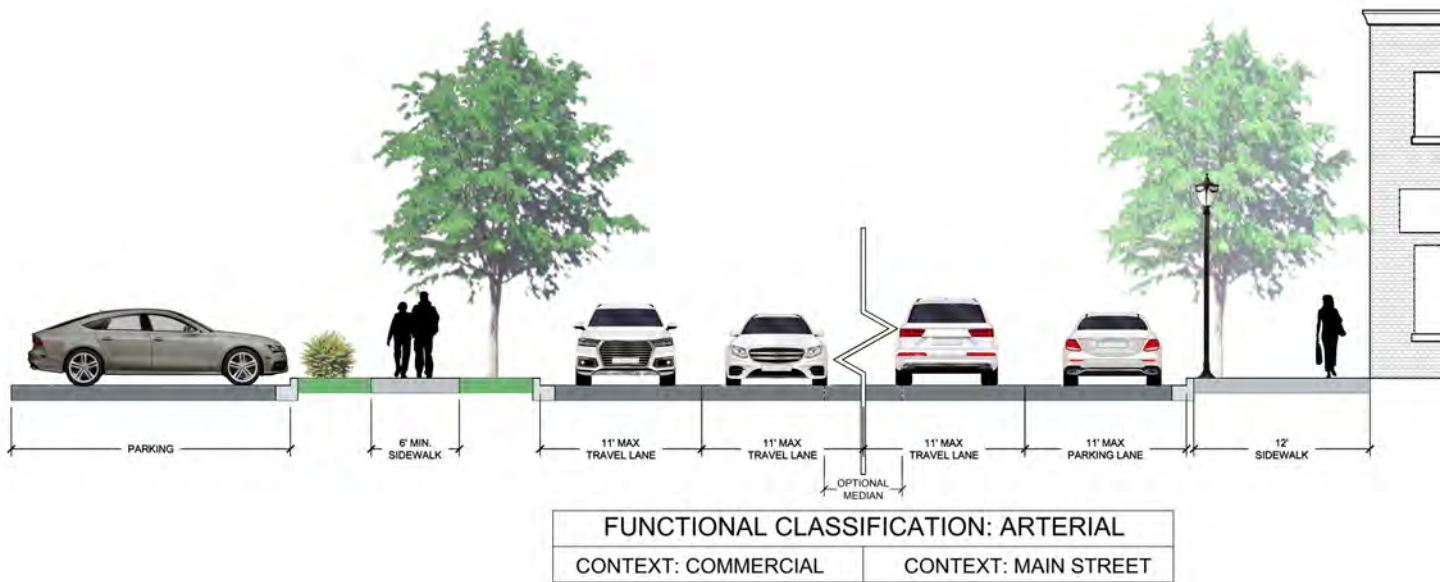 PARKING
6' MIN.
SIDEWALK
11' MAX
TRAVEL LANE
11' MAX
TRAVEL LANE
11' MAX
TRAVEL LANE
11' MAX
PARKING LANE
12'
SIDEWALK
OPTIONAL
MEDIAN
FUNCTIONAL CLASSIFICATION: ARTERIAL
CONTEXT: COMMERCIAL
CONTEXT: MAIN STREET